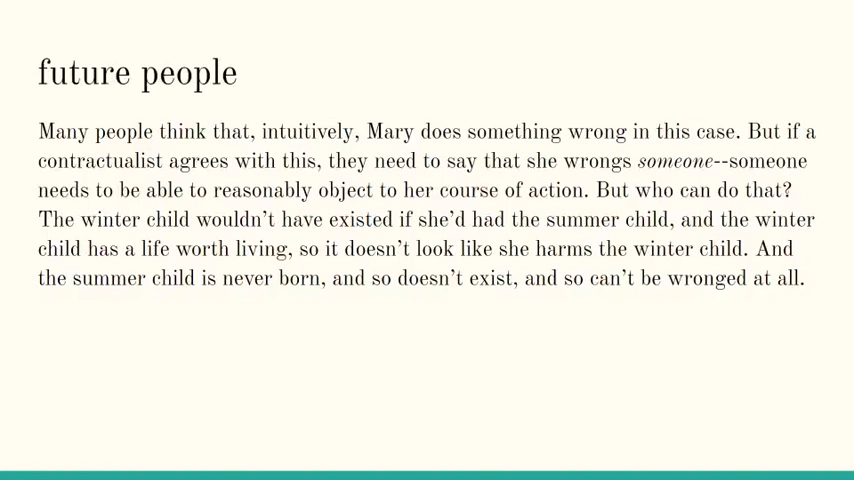 future people
Many people think that, intuitively, Mary does something wrong in this case. But if a
contractualist agrees with this, they need to say that she wrongs someone--someone
needs to be able to reasonably object to her course of action. But who can do that?
The winter child wouldn’t have existed if she’d had the summer child, and the winter
child has a life worth living, so it doesn’t look like she harms the winter child. And
the summer child is never born, and so doesn’t exist, and so can’t be wronged at all.